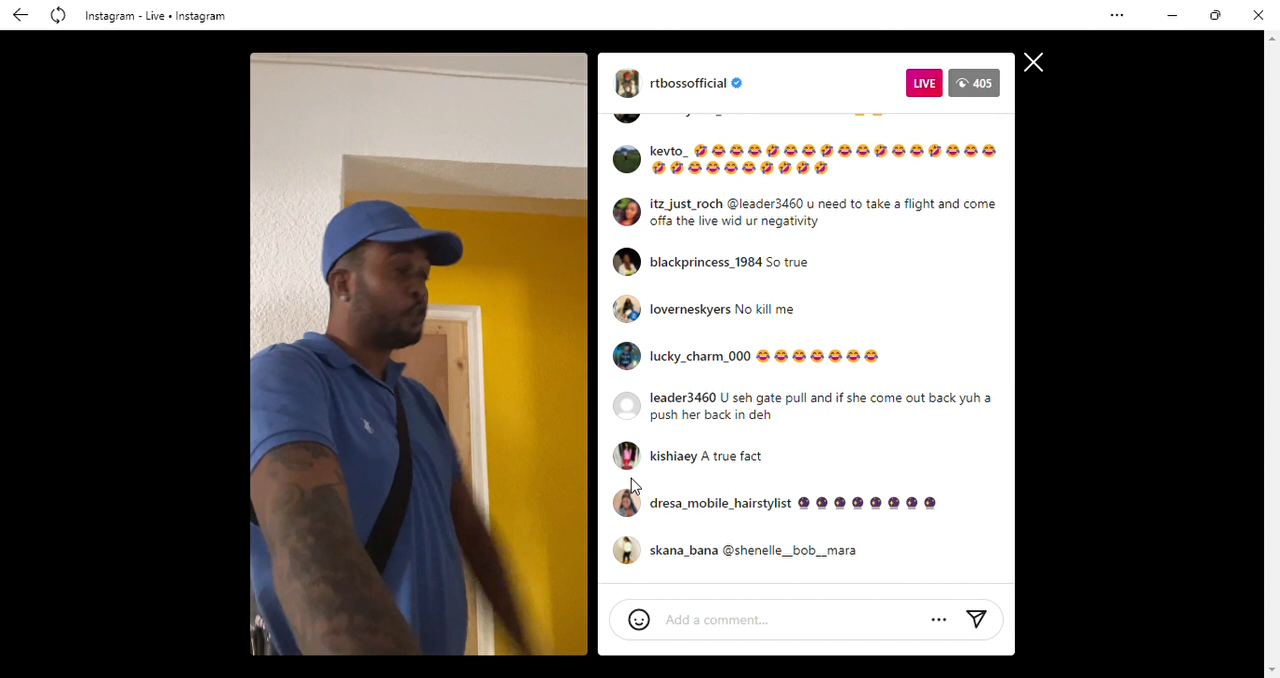 Instagram - Live • Instagram
rtbossofficial
LIVE
405
kevto_ 🤣😂😂😂🤣😂😂🤣😂😂🤣😂😂🤣😂😂😂
🤣🤣😂😂😂😂🤣🤣🤣🤣
itz_just_roch @leader3460 u need to take a flight and come
offa the live wid ur negativity
blackprincess_1984 So true
loverneskyers No kill me
lucky_charm_000 😂😂😂😂😂😂😂
leader3460 U seh gate pull and if she come out back yuh a
push her back in deh
kishiaey A true fact
dresa_mobile_hairstylist 🔮🔮🔮🔮🔮🔮🔮🔮
skana_bana @shenelle__bob__mara
Add a comment...